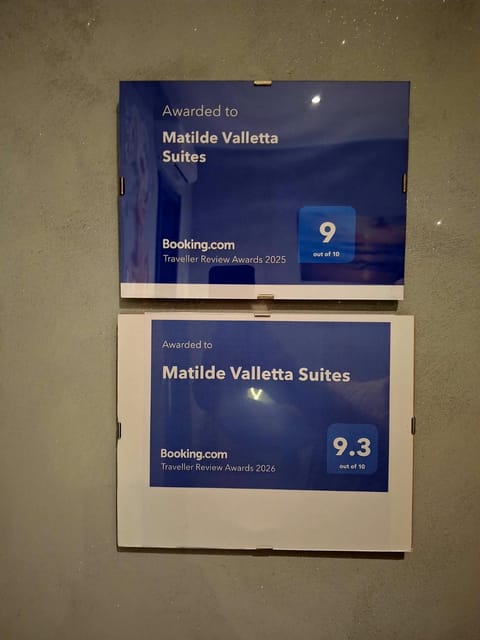 Awarded to
Matilde Valletta
Suites
9
out of 10
Booking.com
Traveller Review Awards 2025
Awarded to
Matilde Valletta Suites
9.3
out of 10
Booking.com
Traveller Review Awards 2026